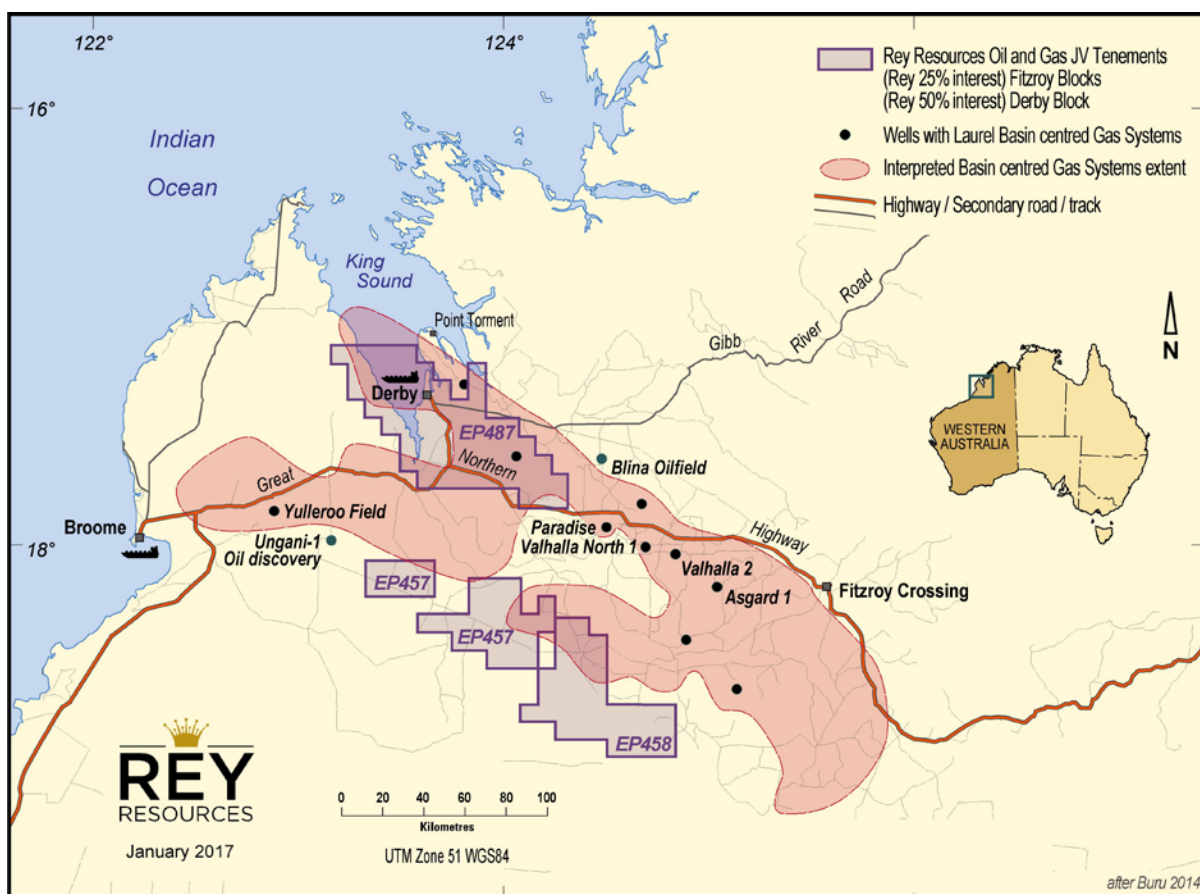 122°
124°
16°
Rey Resources Oil and Gas JV Tenements
(Rey 25% interest) Fitzroy Blocks
(Rey 50% interest) Derby Block
Wells with Laurel Basin centred Gas Systems
Interpreted Basin centred Gas Systems extent
Highway / Secondary road / track
Indian
Ocean
King
Sound
Point Torment
Gibb
River
Road
N
Derby
EP487
WESTERN
AUSTRALIA
Blina Oilfield
Great
Northern
Highway
Yulleroo Field
Broome
Ungani-1
Oil discovery
18°
Paradise
Valhalla North 1
Valhalla 2
Asgard 1
Fitzroy Crossing
EP457
EP457
EP458
REY
RESOURCES
January 2017
0 20 40 60 80 100
Kilometres
UTM Zone 51 WGS84
after Buru 2014